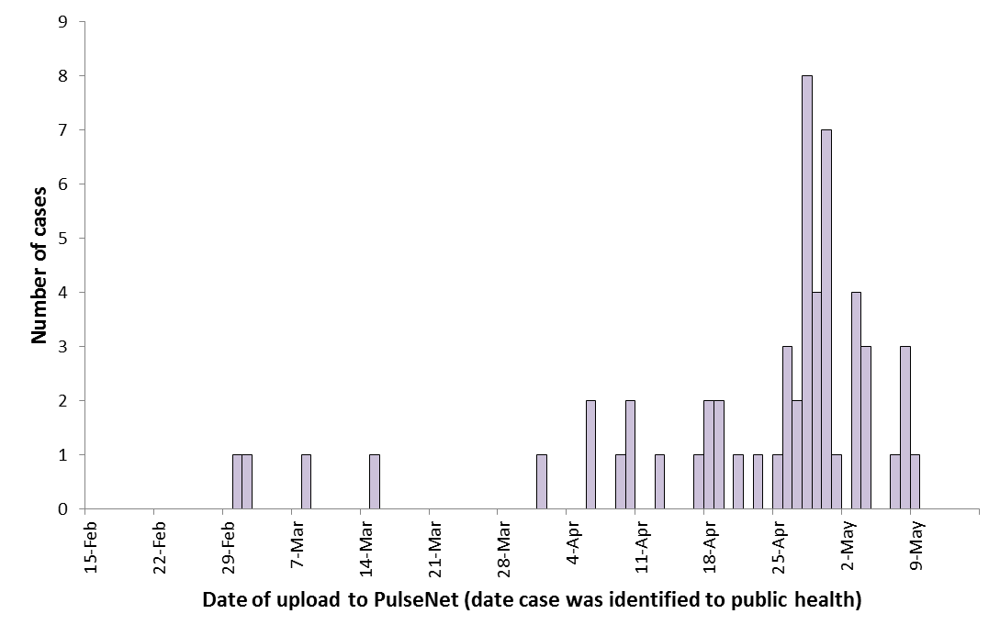 9
8
7
6
5
4
3
2
1
0
Number of cases
15-Feb
22-Feb
29-Feb
7-Mar
14-Mar
21-Mar
28-Mar
4-Apr
11-Apr
18-Apr
25-Apr
2-May
9-May
Date of upload to PulseNet (date case was identified to public health)